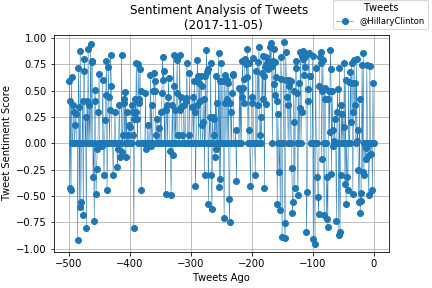 Sentiment Analysis of Tweets
(2017-11-05)
Tweets
@HillaryClinton
Tweet Sentiment Score
1.00
0.75
0.50
0.25
0.00
−0.25
−0.50
−0.75
−1.00
−500 −400 −300 −200 −100 0
Tweets Ago